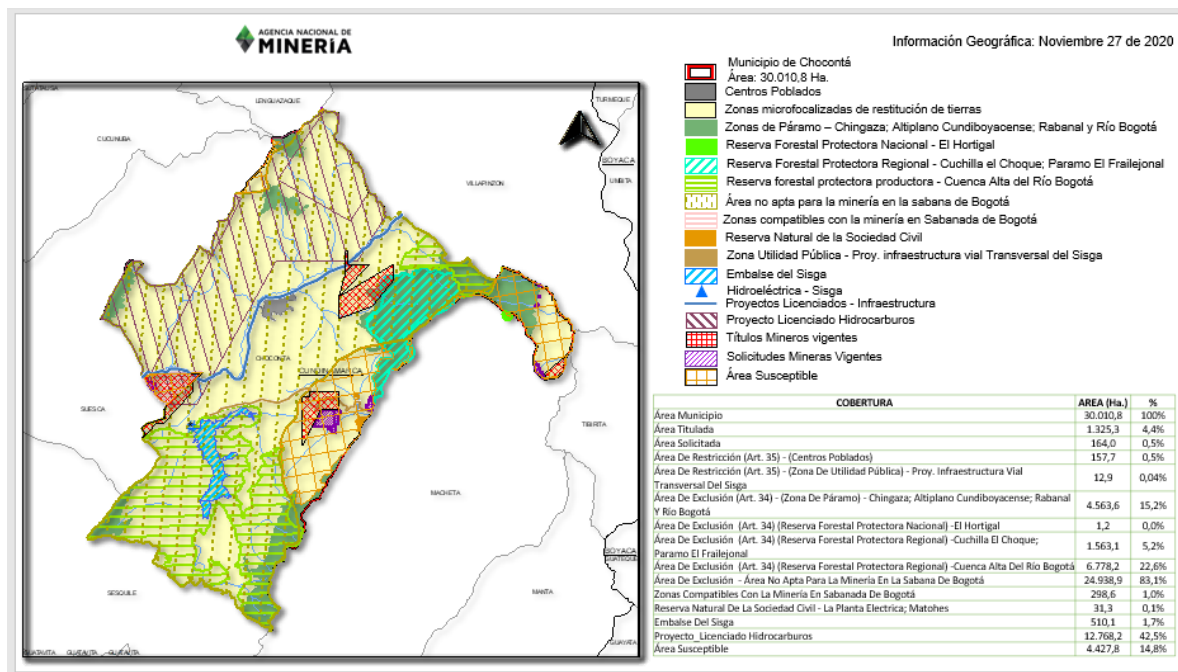 AGENCIA NACIONAL DE
MINERÍA
Información Geográfica: Noviembre 27 de 2020
LENGUAZAQUE
TURMEQUE
CUCUNUBA
BOYACA
VILLAPINZON
UMBITA
CHOCONTA
CUNDINAMARCA
SUESCA
TIBIRITA
MACHETA
BOYACA
GUATEQUE
SESQUILE
MANTA
GUATAVITA
GUATAVITA
GUATAVITA
GUAYATA
Municipio de Chocontá
Área: 30.010,8 Ha.
Centros Poblados
Zonas microfocalizadas de restitución de tierras
Zonas de Páramo – Chingaza; Altiplano Cundiboyacense; Rabanal y Río Bogotá
Reserva Forestal Protectora Nacional - El Hortigal
Reserva Forestal Protectora Regional - Cuchilla el Choque; Paramo El Frailejonal
Reserva forestal protectora productora - Cuenca Alta del Río Bogotá
Área no apta para la minería en la sabana de Bogotá
Zonas compatibles con la minería en Sabanada de Bogotá
Reserva Natural de la Sociedad Civil
Zona Utilidad Pública - Proy. infraestructura vial Transversal del Sisga
Embalse del Sisga
Hidroeléctrica - Sisga
Proyectos Licenciados - Infraestructura
Proyecto Licenciado Hidrocarburos
Títulos Mineros vigentes
Solicitudes Mineras Vigentes
Área Susceptible
COBERTURA AREA (Ha.) %
Área Municipio 30.010,8 100%
Área Titulada 1.325,3 4,4%
Área Solicitada 164,0 0,5%
Área De Restricción (Art. 35) - (Centros Poblados) 157,7 0,5%
Área De Restricción (Art. 35) - (Zona De Utilidad Pública) - Proy. Infraestructura Vial
Transversal Del Sisga 12,9 0,04%
Área De Exclusión (Art. 34) - (Zona De Páramo) - Chingaza; Altiplano Cundiboyacense; Rabanal
Y Río Bogotá 4.563,6 15,2%
Área De Exclusión (Art. 34) (Reserva Forestal Protectora Nacional) -El Hortigal 1,2 0,0%
Área De Exclusión (Art. 34) (Reserva Forestal Protectora Regional) -Cuchilla El Choque;
Paramo El Frailejonal 1.563,1 5,2%
Área De Exclusión (Art. 34) (Reserva Forestal Protectora Regional) -Cuenca Alta Del Río Bogotá 6.778,2 22,6%
Área De Exclusión - Área No Apta Para La Minería En La Sabana De Bogotá 24.938,9 83,1%
Zonas Compatibles Con La Minería En Sabanada De Bogotá 298,6 1,0%
Reserva Natural De La Sociedad Civil - La Planta Electrica; Matohes 31,3 0,1%
Embalse Del Sisga 510,1 1,7%
Proyecto_Licenciado Hidrocarburos 12.768,2 42,5%
Área Susceptible 4.427,8 14,8%